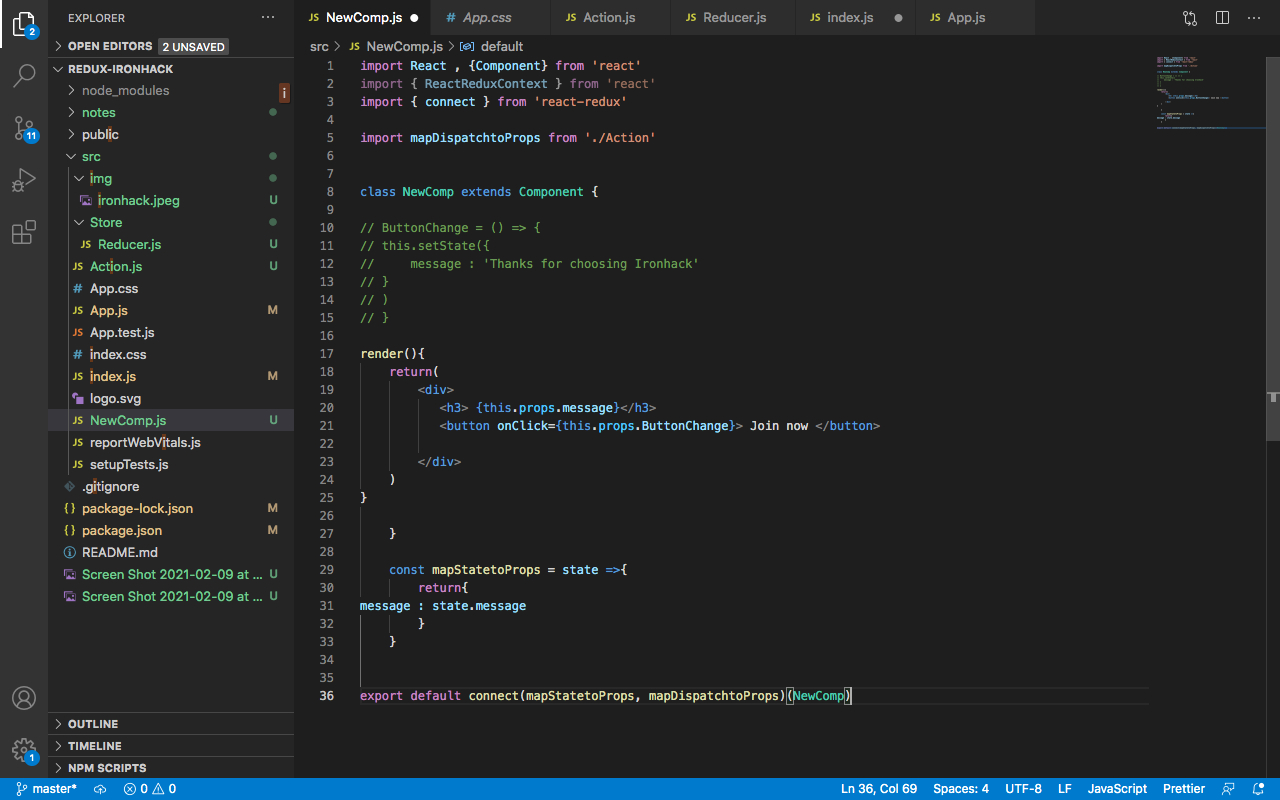 EXPLORER
OPEN EDITORS 2 UNSAVED
REDUX-IRONHACK
node_modules
i
notes
public
src
img
ironhack.jpeg U
Store
Reducer.js U
Action.js U
# App.css
JS App.js M
JS App.test.js
# index.css
JS index.js M
logo.svg
JS NewComp.js U
JS reportWebVitals.js
JS setupTests.js
.gitignore
{} package-lock.json M
{} package.json M
README.md
Screen Shot 2021-02-09 at ... U
Screen Shot 2021-02-09 at ... U
OUTLINE
TIMELINE
NPM SCRIPTS
2
11
1
JS NewComp.js # App.css JS Action.js JS Reducer.js JS index.js JS App.js
src > JS NewComp.js > default
1 import React , {Component} from 'react'
2 import { ReactReduxContext } from 'react'
3 import { connect } from 'react-redux'
4
5 import mapDispatchtoProps from './Action'
6
7
8 class NewComp extends Component {
9
10 // ButtonChange = () => {
11 // this.setState({
12 //     message : 'Thanks for choosing Ironhack'
13 // }
14 // )
15 // }
16
17 render(){
18     return(
19         <div>
20            <h3> {this.props.message}</h3>
21            <button onClick={this.props.ButtonChange}> Join now </button>
22
23         </div>
24     )
25 }
26
27     }
28
29     const mapStatetoProps = state =>{
30         return{
31 message : state.message
32         }
33     }
34
35
36 export default connect(mapStatetoProps, mapDispatchtoProps)(NewComp)
master* 0 0 Ln 36, Col 69 Spaces: 4 UTF-8 LF JavaScript Prettier